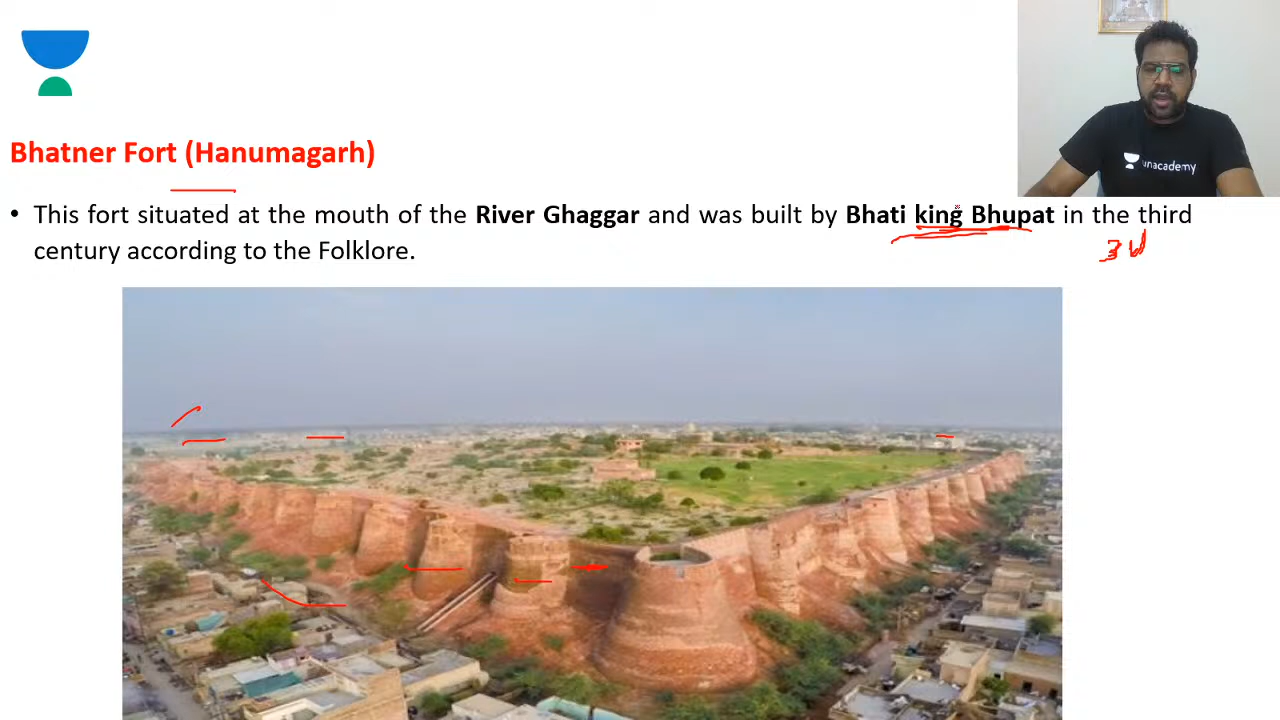 unacademy
Bhatner Fort (Hanumagarh)
• This fort situated at the mouth of the River Ghaggar and was built by Bhati king Bhupat in the third
century according to the Folklore.